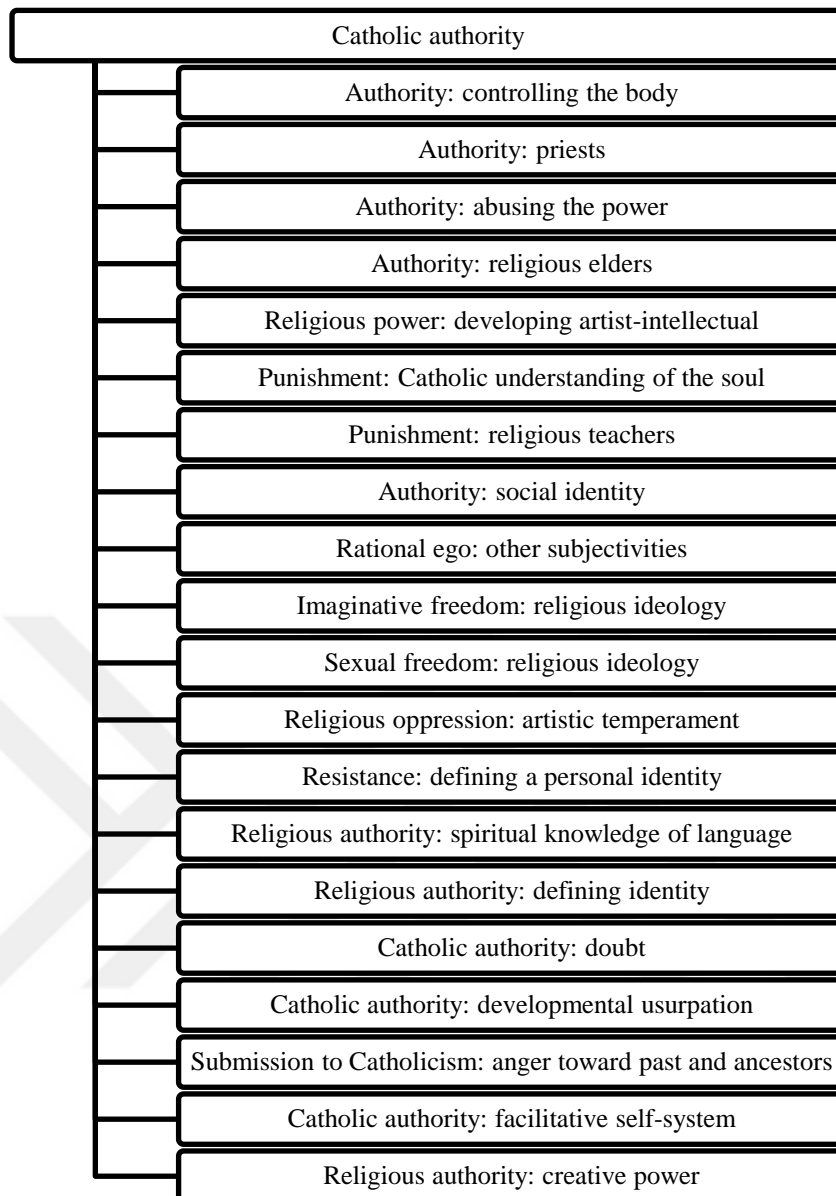 Catholic authority
Authority: controlling the body
Authority: priests
Authority: abusing the power
Authority: religious elders
Religious power: developing artist-intellectual
Punishment: Catholic understanding of the soul
Punishment: religious teachers
Authority: social identity
Rational ego: other subjectivities
Imaginative freedom: religious ideology
Sexual freedom: religious ideology
Religious oppression: artistic temperament
Resistance: defining a personal identity
Religious authority: spiritual knowledge of language
Religious authority: defining identity
Catholic authority: doubt
Catholic authority: developmental usurpation
Submission to Catholicism: anger toward past and ancestors
Catholic authority: facilitative self-system
Religious authority: creative power